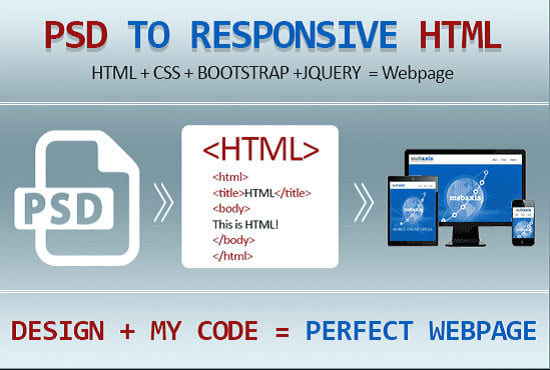 PSD TO RESPONSIVE HTML
HTML + CSS + BOOTSTRAP +JQUERY = Webpage
PSD
<HTML>
<html>
<title>HTML</title>
<body>
This is HTML!
</body>
</html>
DESIGN + MY CODE = PERFECT WEBPAGE